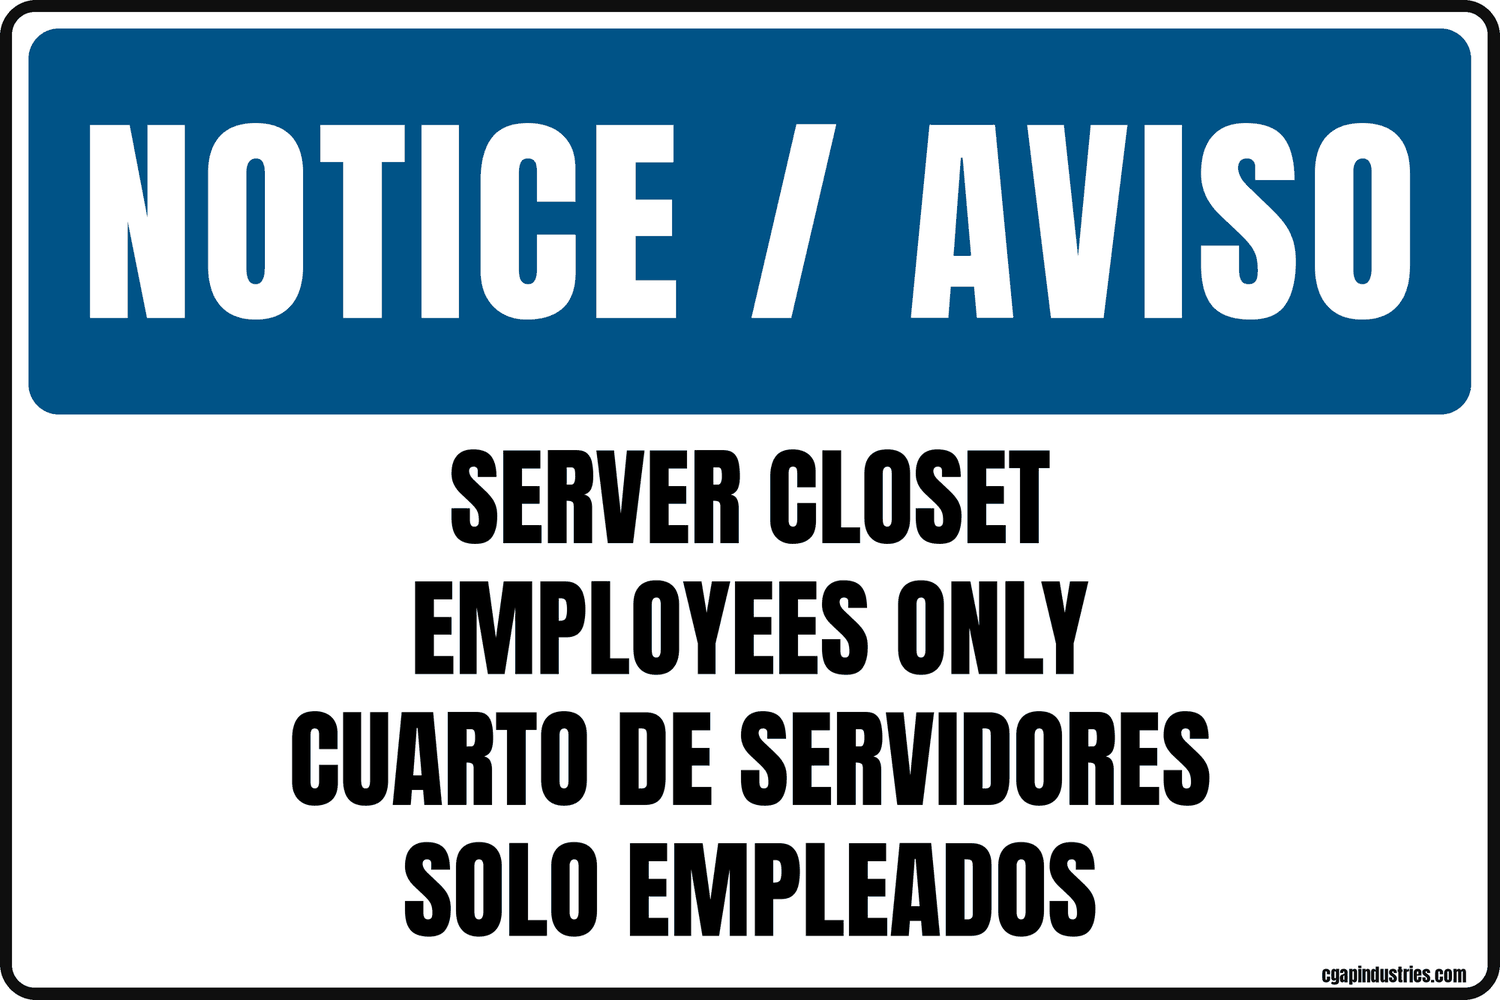 NOTICE / AVISO
SERVER CLOSET
EMPLOYEES ONLY
CUARTO DE SERVIDORES
SOLO EMPLEADOS
cgapindustries.com